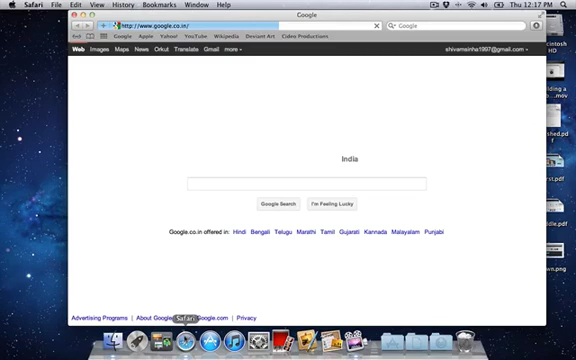 Safari File Edit View History Bookmarks Window Help Thu 12:17 PM
Google
http://www.google.co.in/ Google
Google Apple Yahoo! YouTube Wikipedia Deviant Art Video Productions
Web Images Maps News Orkut Translate Gmail more shivamsinha1997@gmail.com
India
Google Search I'm Feeling Lucky
Google.co.in offered in: Hindi Bengali Telugu Marathi Tamil Gujarati Kannada Malayalam Punjabi
Advertising Programs About Google Google.com Privacy
Safari
HD
.mov